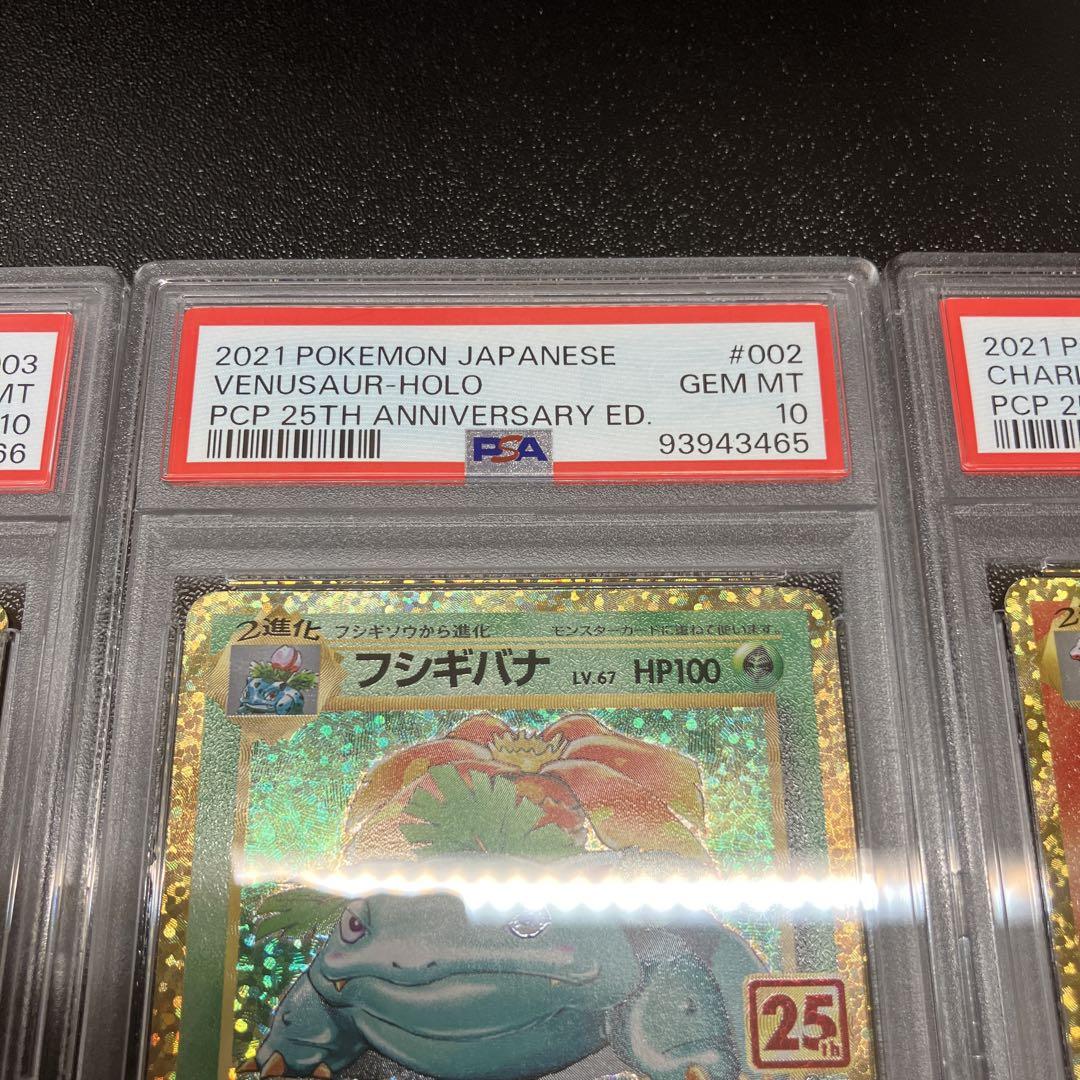 003
MT
10
66
2021 POKEMON JAPANESE #002
VENUSAUR-HOLO GEM MT
PCP 25TH ANNIVERSARY ED. 10
PSA 93943465
2021 P
CHARI
PCP 2
2進化 フシギソウから進化 モンスターカードに重ねて使います。
フシギバナ LV.67 HP100
25th